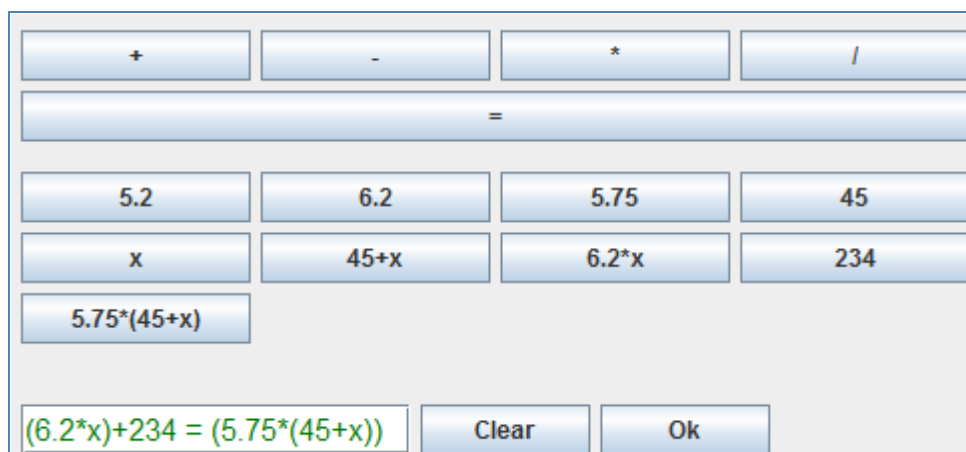 + - * /
=
5.2 6.2 5.75 45
x 45+x 6.2*x 234
5.75*(45+x)
(6.2*x)+234 = (5.75*(45+x)) Clear Ok